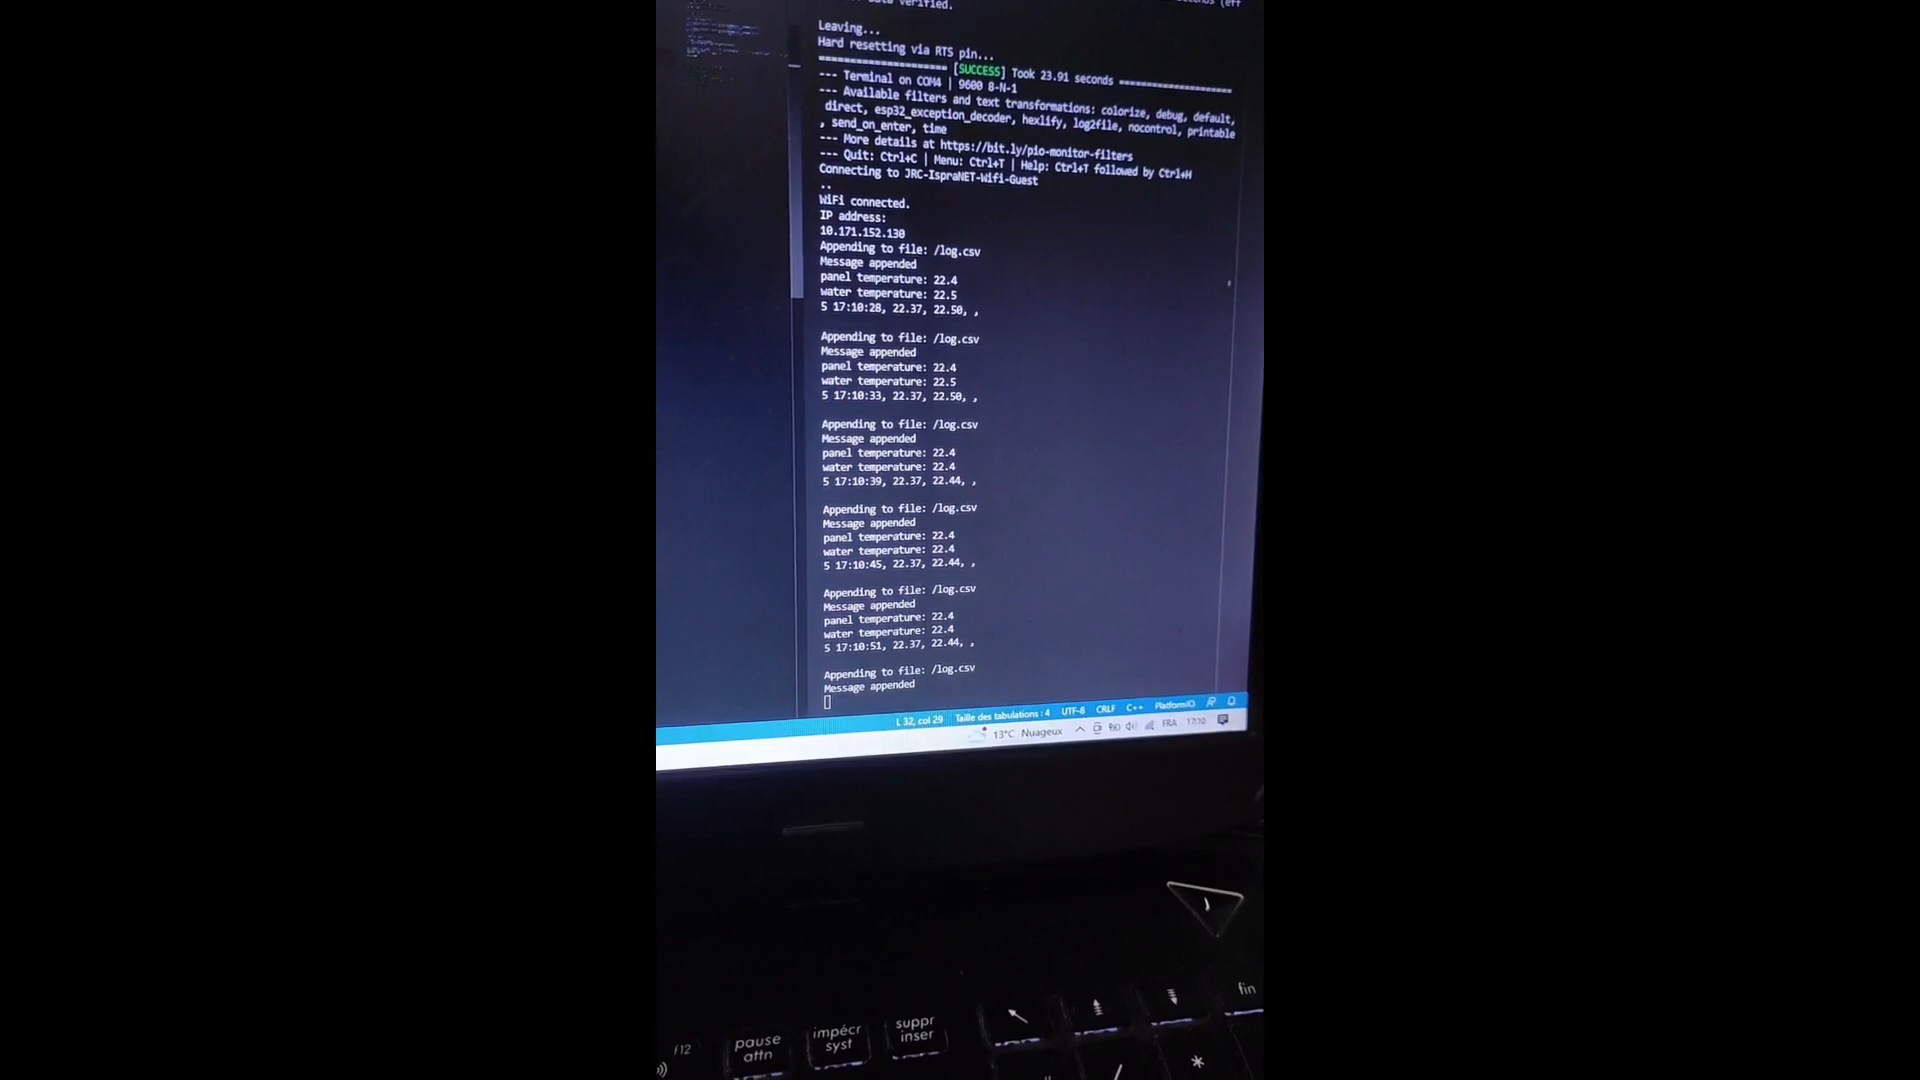 verified.
Leaving...
Hard resetting via RTS pin...
===================== [SUCCESS] Took 23.91 seconds =====================
--- Terminal on COM4 | 9600 8-N-1
--- Available filters and text transformations: colorize, debug, default,
direct, esp32_exception_decoder, hexlify, log2file, nocontrol, printable
, send_on_enter, time
--- More details at https://bit.ly/pio-monitor-filters
--- Quit: Ctrl+C | Menu: Ctrl+T | Help: Ctrl+T followed by Ctrl+H
Connecting to JRC-IspraNET-Wifi-Guest
..
WiFi connected.
IP address:
10.171.152.130
Appending to file: /log.csv
Message appended
panel temperature: 22.4
water temperature: 22.5
5 17:10:28, 22.37, 22.50, ,
Appending to file: /log.csv
Message appended
panel temperature: 22.4
water temperature: 22.5
5 17:10:33, 22.37, 22.50, ,
Appending to file: /log.csv
Message appended
panel temperature: 22.4
water temperature: 22.4
5 17:10:39, 22.37, 22.44, ,
Appending to file: /log.csv
Message appended
panel temperature: 22.4
water temperature: 22.4
5 17:10:45, 22.37, 22.44, ,
Appending to file: /log.csv
Message appended
panel temperature: 22.4
water temperature: 22.4
5 17:10:51, 22.37, 22.44, ,
Appending to file: /log.csv
Message appended
L 32, col 29 Taille des tabulations : 4 UTF-8 CRLF C++ PlatformIO
13°C Nuageux FRA 17:10
fin
f12 pause attn impécr syst suppr inser
/ *